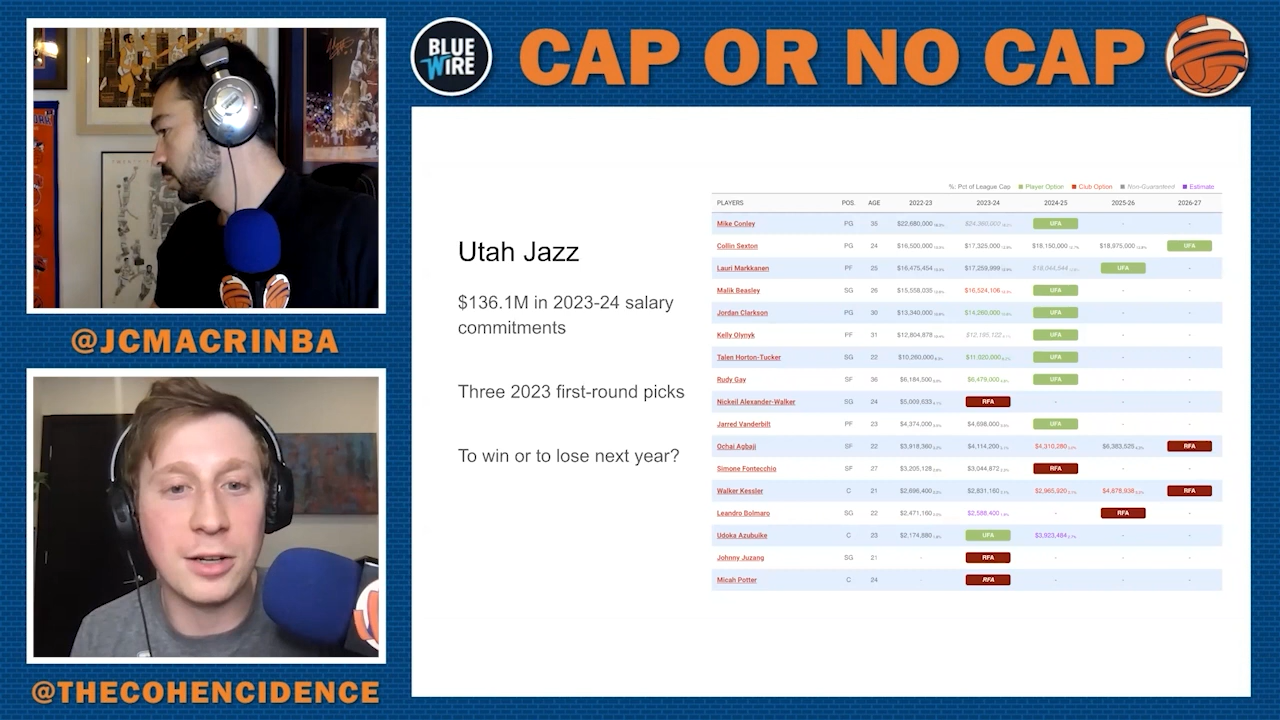 BLUE
WIRE
CAP OR NO CAP
@JCMACRINBA
@THECOHENCIDENCE
Utah Jazz
$136.1M in 2023-24 salary
commitments
Three 2023 first-round picks
To win or to lose next year?
%: Pct of League Cap Player Option Club Option Non-Guaranteed Estimate
PLAYERS POS. AGE 2022-23 2023-24 2024-25 2025-26 2026-27
Mike Conley PG 35 $22,680,000 $24,360,000 UFA - -
Collin Sexton PG 24 $16,500,000 $17,325,000 $18,150,000 $18,975,000 UFA
Lauri Markkanen PF 25 $16,475,454 $17,259,999 $18,044,544 UFA -
Malik Beasley SG 26 $15,558,035 $16,524,106 UFA - -
Jordan Clarkson PG 30 $13,340,000 $14,260,000 UFA - -
Kelly Olynyk PF 31 $12,804,878 $12,195,122 UFA - -
Talen Horton-Tucker SG 22 $10,260,000 $11,020,000 UFA - -
Rudy Gay SF 36 $6,184,500 $6,479,000 UFA - -
Nickeil Alexander-Walker SG 24 $5,009,633 RFA - - -
Jarred Vanderbilt PF 23 $4,374,000 $4,698,000 UFA - -
Ochai Agbaji SF 22 $3,918,360 $4,114,200 $4,310,280 $6,383,525 RFA
Simone Fontecchio SF 27 $3,205,128 $3,044,872 RFA - -
Walker Kessler C 21 $2,696,400 $2,831,160 $2,965,920 $4,878,938 RFA
Leandro Bolmaro SG 22 $2,471,160 $2,588,400 - RFA -
Udoka Azubuike C 23 $2,174,880 UFA $3,923,484 - -
Johnny Juzang SG 21 - RFA - - -
Micah Potter C 24 - RFA - - -